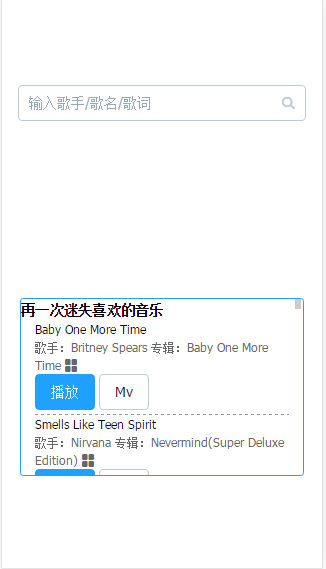 输入歌手/歌名/歌词
再一次迷失喜欢的音乐
Baby One More Time
歌手：Britney Spears 专辑：Baby One More
Time
播放 Mv
Smells Like Teen Spirit
歌手：Nirvana 专辑：Nevermind(Super Deluxe
Edition)